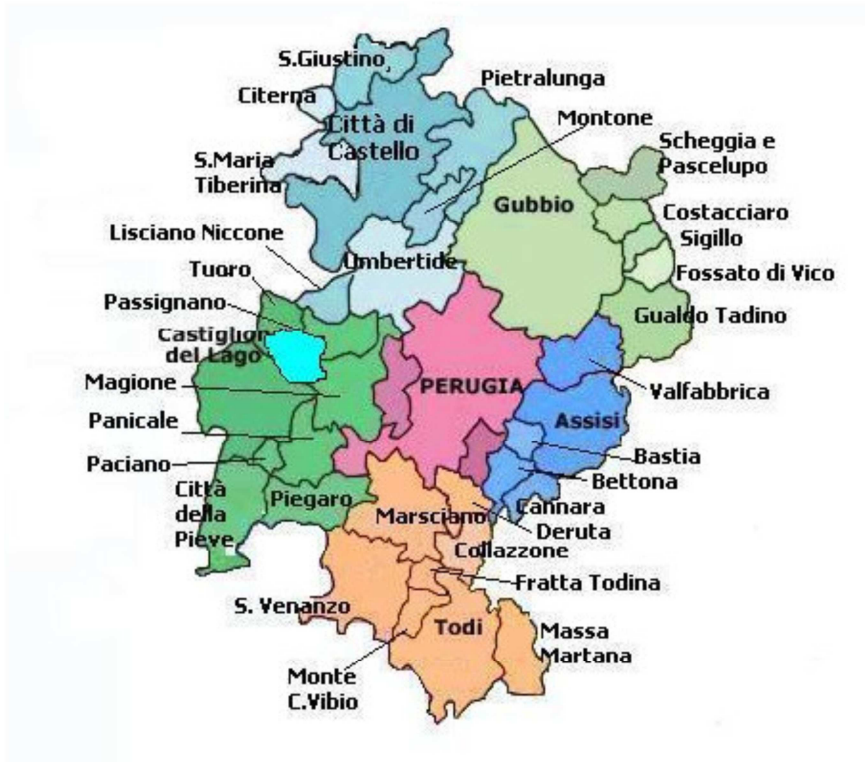 S.Giustino
Pietralunga
Citerna
Montone
Città di
Castello
Scheggia e
Pascelupo
S.Maria
Tiberina
Gubbio
Costacciaro
Lisciano Niccone
Sigillo
Umbertide
Tuoro
Fossato di Vico
Passignano
Gualdo Tadino
Castiglion
del Lago
Magione
PERUGIA
Valfabbrica
Panicale
Assisi
Bastia
Paciano
Bettona
Città
della
Pieve
Piegaro
Cannara
Marsciano
Deruta
Collazzone
Fratta Todina
S. Venanzo
Todi
Massa
Martana
Monte
C.Vibio